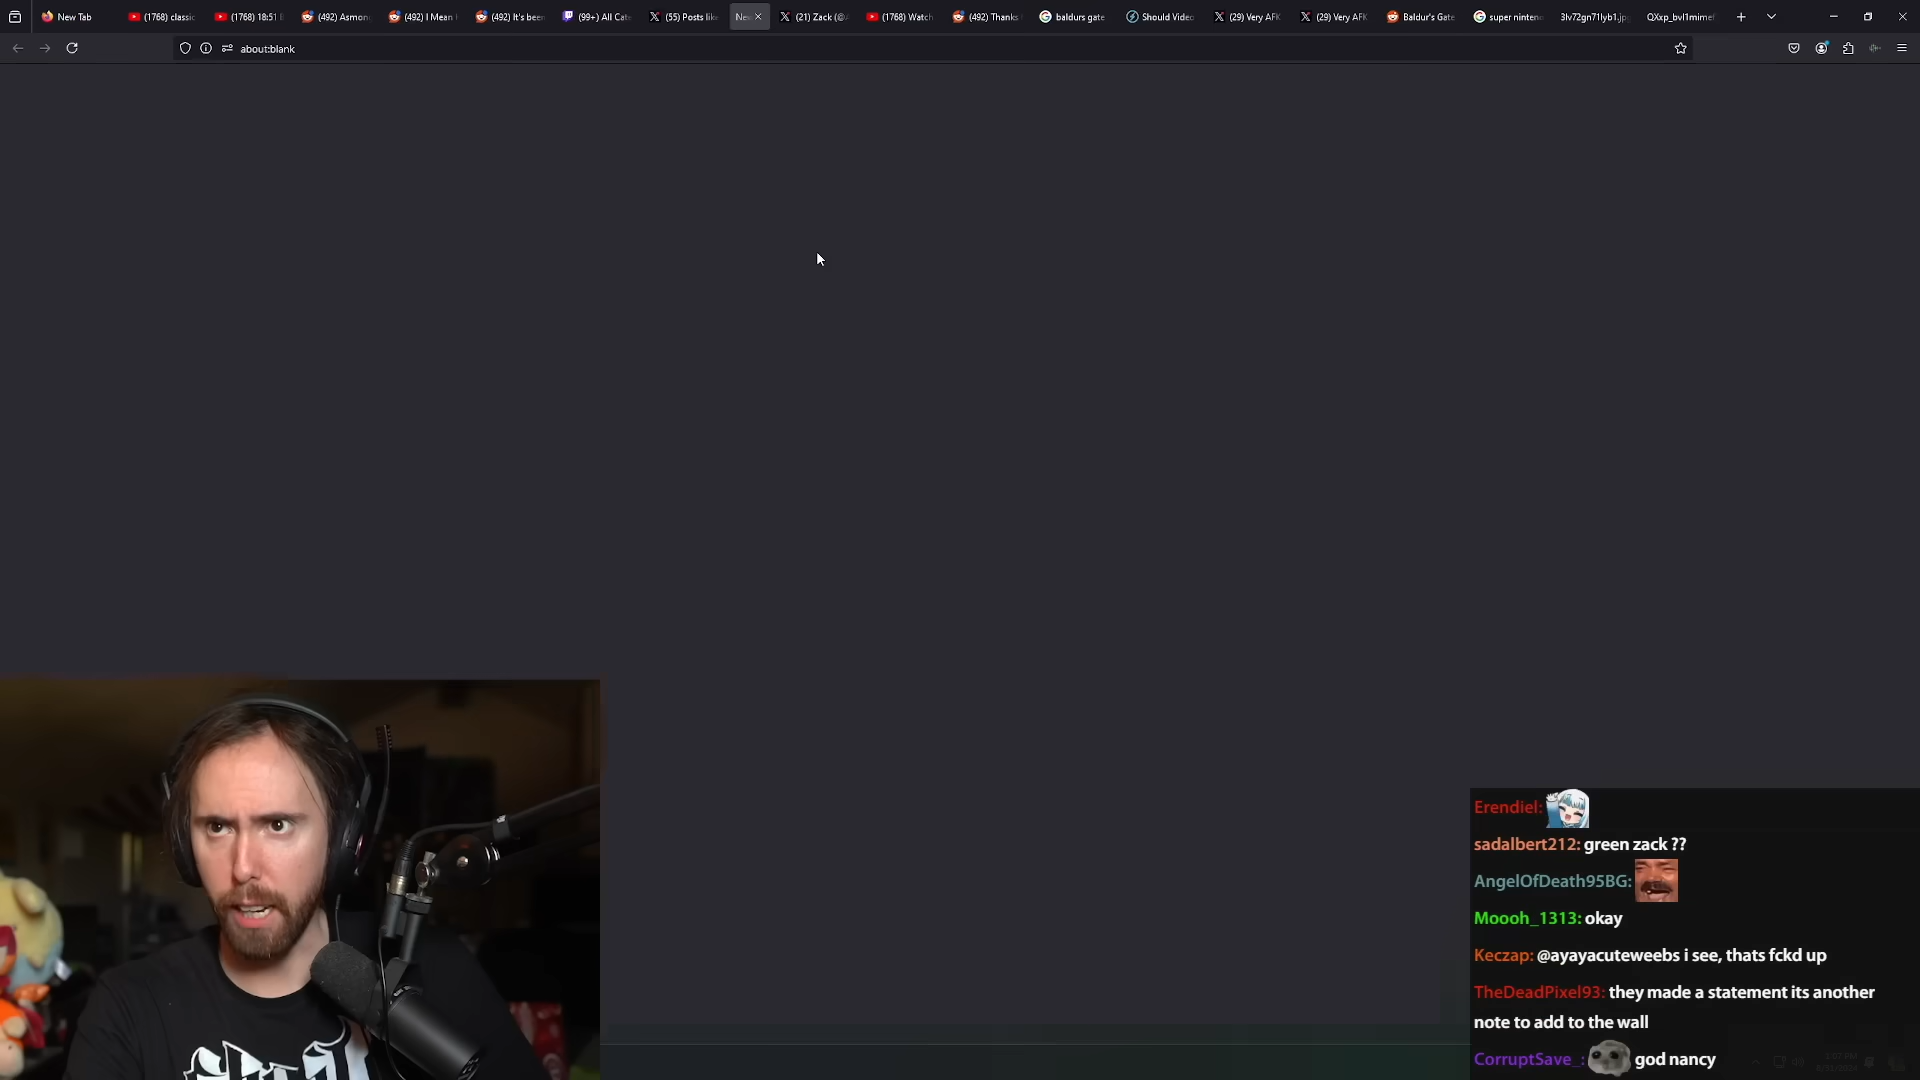 New Tab
(1768) classic
(1768) 18:51
(492) Asmon
(492) I Mean
(492) It's been
(99+) All Cate
(55) Posts like
New
(21) Zack (@A
(1768) Watch
(492) Thanks
baldurs gate
Should Video
(29) Very AFK
(29) Very AFK
Baldur's Gate
super ninten
3lv72gn71lyb1.jp
about:blank
Erendiel:
sadalbert212: green zack ??
AngelOfDeath95BG:
Moooh_1313: okay
Keczap: @ayayacuteweebs i see, thats fckd up
TheDeadPixel93: they made a statement its another
note to add to the wall
CorruptSave_: god nancy